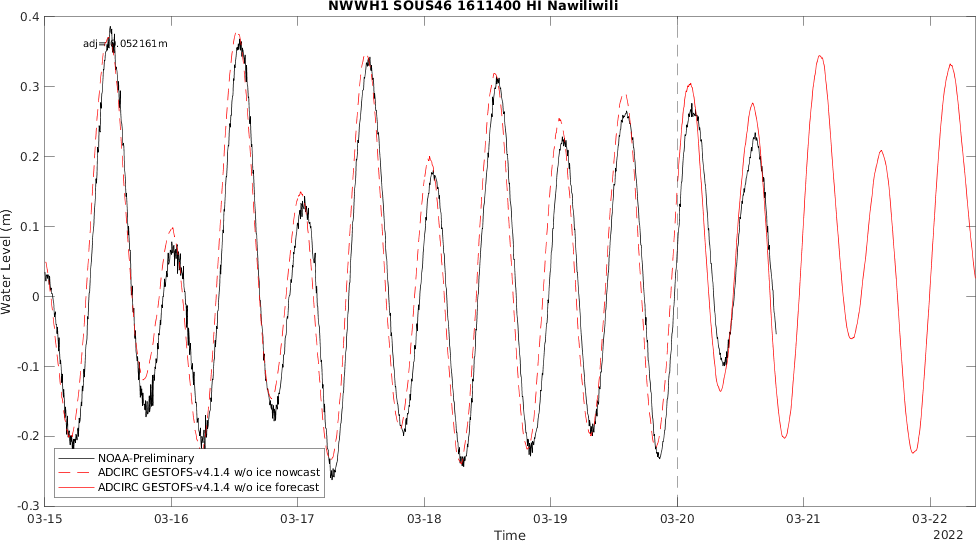 NWWH1 SOUS46 1611400 HI Nawiliwili
0.4
0.3
0.2
0.1
0
-0.1
-0.2
-0.3
Water Level (m)
NOAA-Preliminary
ADCIRC GESTOFS-v4.1.4 w/o ice nowcast
ADCIRC GESTOFS-v4.1.4 w/o ice forecast
03-15
03-16
03-17
03-18
03-19
03-20
03-21
03-22
Time
2022